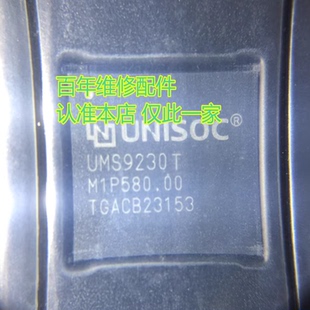 百年维修配件
认准本店 仅此一家
UNISOC®
UMS9230T
M1P580.00
TGACB23153